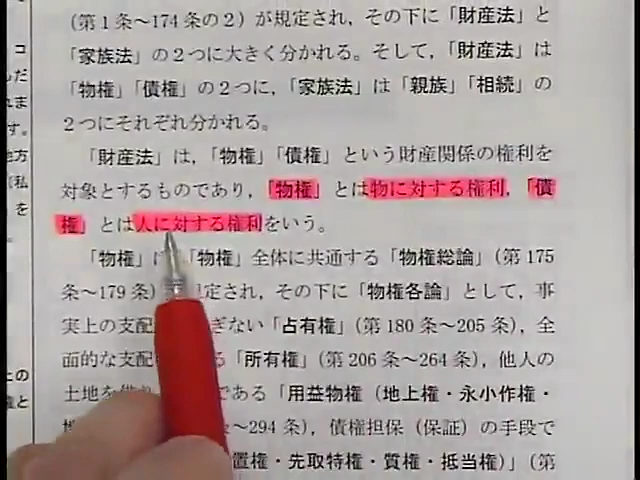 (第1条～174条の2)が規定され，その下に「財産法」と
「家族法」の2つに大きく分かれる。そして，「財産法」は
「物権」「債権」の2つに，「家族法」は「親族」「相続」の
2つにそれぞれ分かれる。
「財産法」は，「物権」「債権」という財産関係の権利を
対象とするものであり，「物権」とは物に対する権利，「債
権」とは人に対する権利をいう。
「物権」は「物権」全体に共通する「物権総論」(第175
条～179条) 規定され，その下に「物権各論」として，事
実上の支配 ぎない「占有権」(第180条～205条)，全
面的な支配 る「所有権」(第206条～264条)，他人の
土地を である「用益物権(地上権・永小作権・
条～294条)，債権担保(保証)の手段で
置権・先取特権・質権・抵当権)」(第
コ
だ
ま
す。
方
私
を
の
と